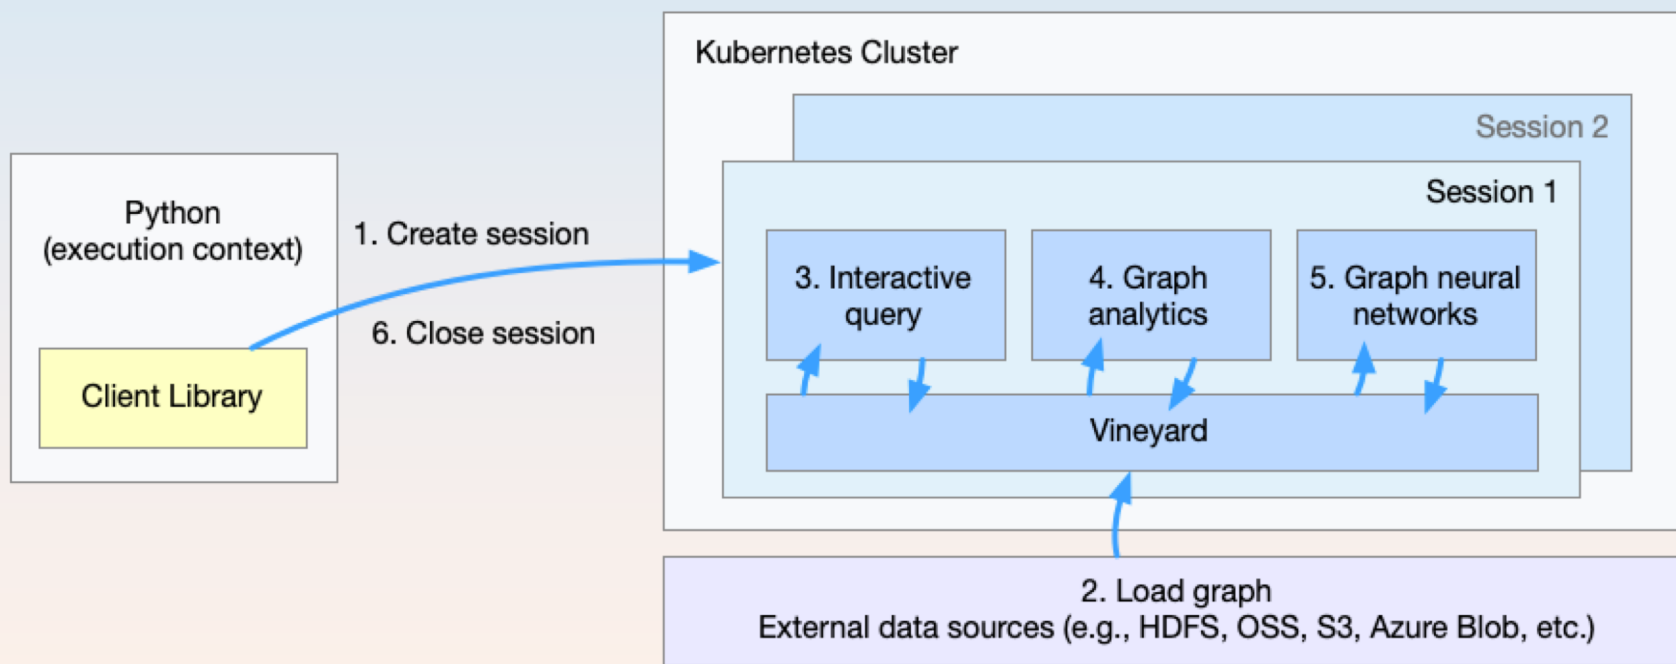 Kubernetes Cluster
Session 2
Session 1
Python
(execution context)
1. Create session
6. Close session
Client Library
3. Interactive
query
4. Graph
analytics
5. Graph neural
networks
Vineyard
2. Load graph
External data sources (e.g., HDFS, OSS, S3, Azure Blob, etc.)